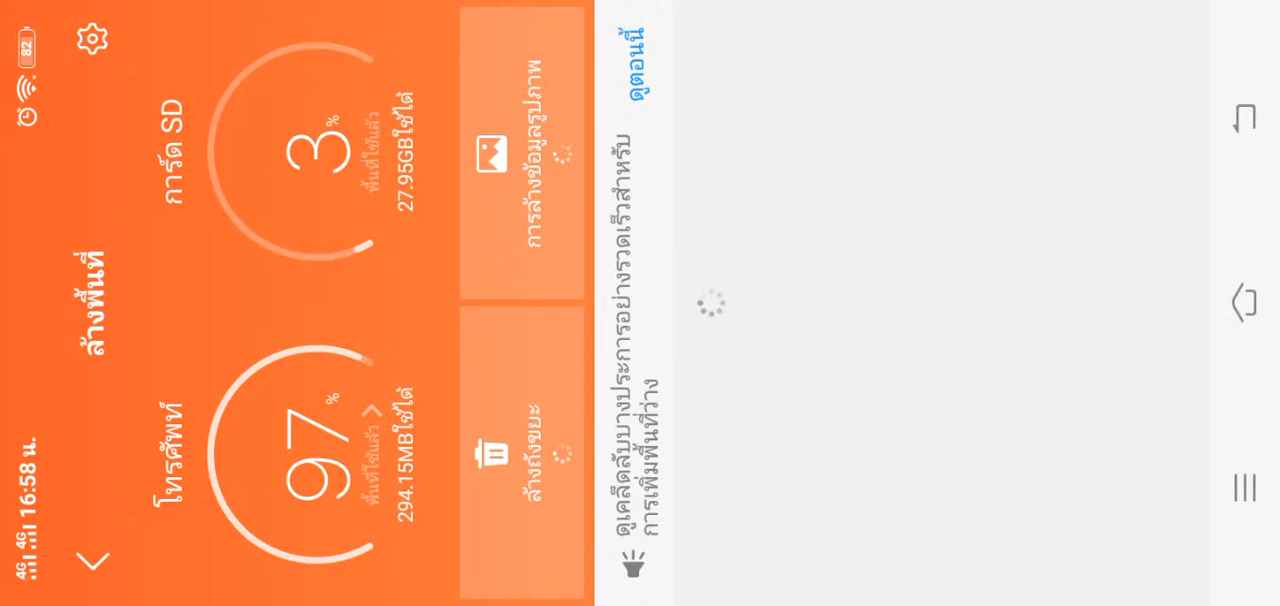 4G 4G 16:58 น. 82
ล้างพื้นที่
โทรศัพท์
97%
พื้นที่ใช้แล้ว
294.15MBใช้ได้
การ์ด SD
3%
พื้นที่ใช้แล้ว
27.95GBใช้ได้
ล้างถังขยะ
การล้างข้อมูลรูปภาพ
ดูเคล็ดลับบางประการอย่างรวดเร็วสำหรับ
การเพิ่มพื้นที่ว่าง
ดูตอนนี้